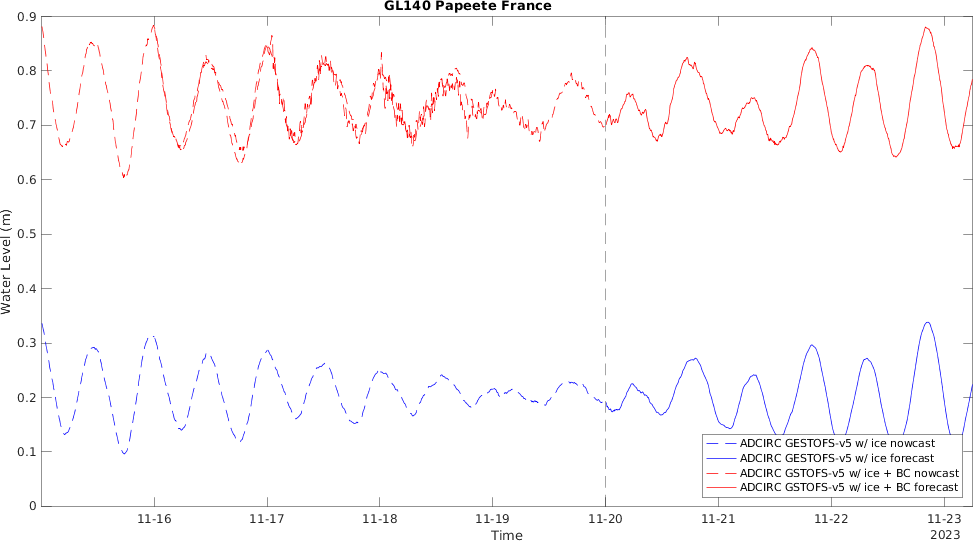 GL140 Papeete France
0.9
0.8
0.7
0.6
0.5
0.4
0.3
0.2
0.1
0
Water Level (m)
ADCIRC GESTOFS-v5 w/ ice nowcast
ADCIRC GESTOFS-v5 w/ ice forecast
ADCIRC GSTOFS-v5 w/ ice + BC nowcast
ADCIRC GSTOFS-v5 w/ ice + BC forecast
11-16 11-17 11-18 11-19 11-20 11-21 11-22 11-23
Time 2023